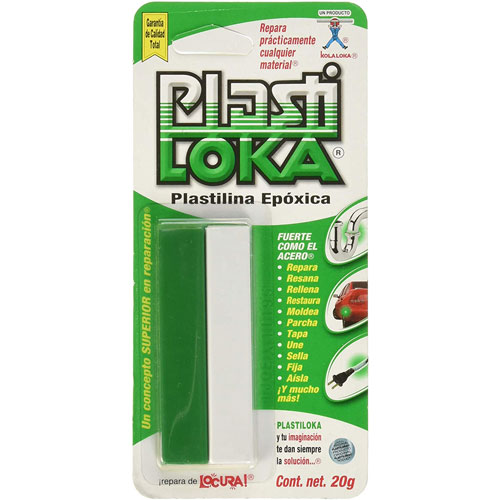 Garantía
de Calidad
Total
Repara
prácticamente
cualquier
material®
UN PRODUCTO
KOLALOKA®
Plasti
LOKA®
Plastilina Epóxica
Un concepto SUPERIOR en reparación®
FUERTE
COMO EL
ACERO®
• Repara
• Resana
• Rellena
• Restaura
• Moldea
• Parcha
• Tapa
• Une
• Sella
• Fija
• Aísla
¡Y mucho
más!
PLASTILOKA
y tu imaginación
te dan siempre
la solución...®
¡repara de LOCURA!®
Cont. net. 20g